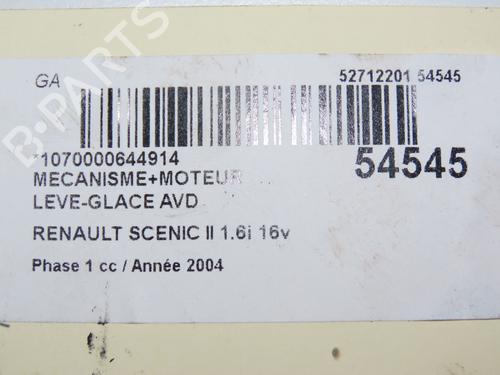 GA
52712201 54545
*1070000644914
54545
MECANISME+MOTEUR
LEVE-GLACE AVD
RENAULT SCENIC II 1.6i 16v
Phase 1 cc / Année 2004
B-PARTS